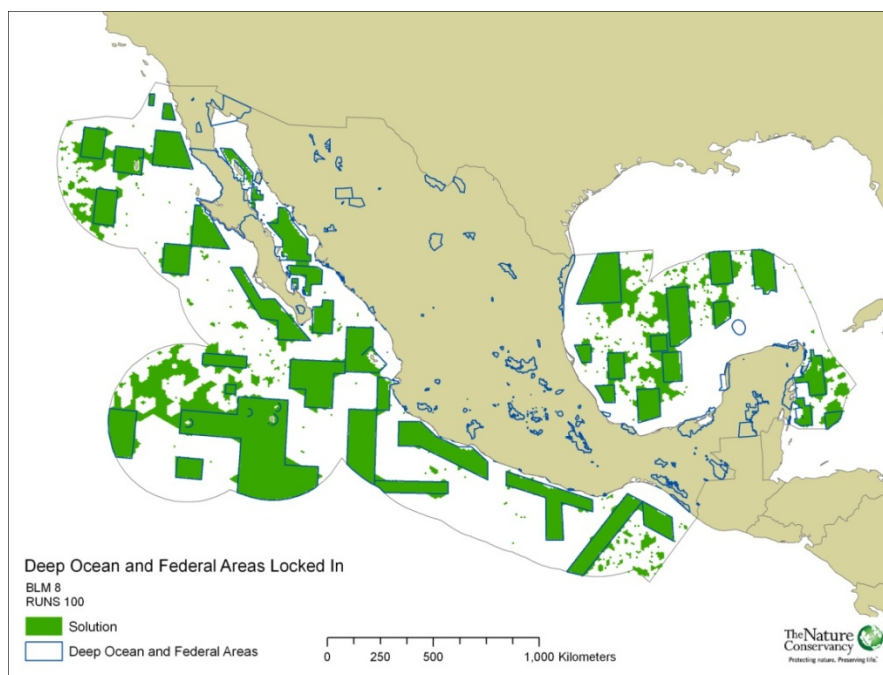 Deep Ocean and Federal Areas Locked In
BLM 8
RUNS 100
Solution
Deep Ocean and Federal Areas
0 250 500 1,000 Kilometers
The Nature
Conservancy
Protecting nature. Preserving life.™